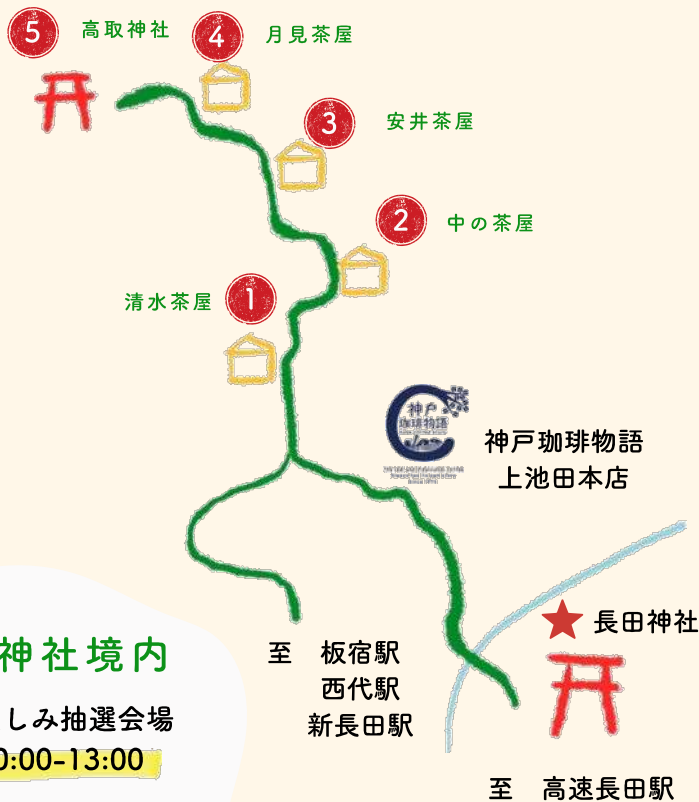 5 高取神社
4 月見茶屋
3 安井茶屋
2 中の茶屋
清水茶屋 1
神戸
珈琲物語
神戸珈琲物語
上池田本店
長田神社
神社境内
しみ抽選会場
0:00-13:00
至 板宿駅
西代駅
新長田駅
至 高速長田駅